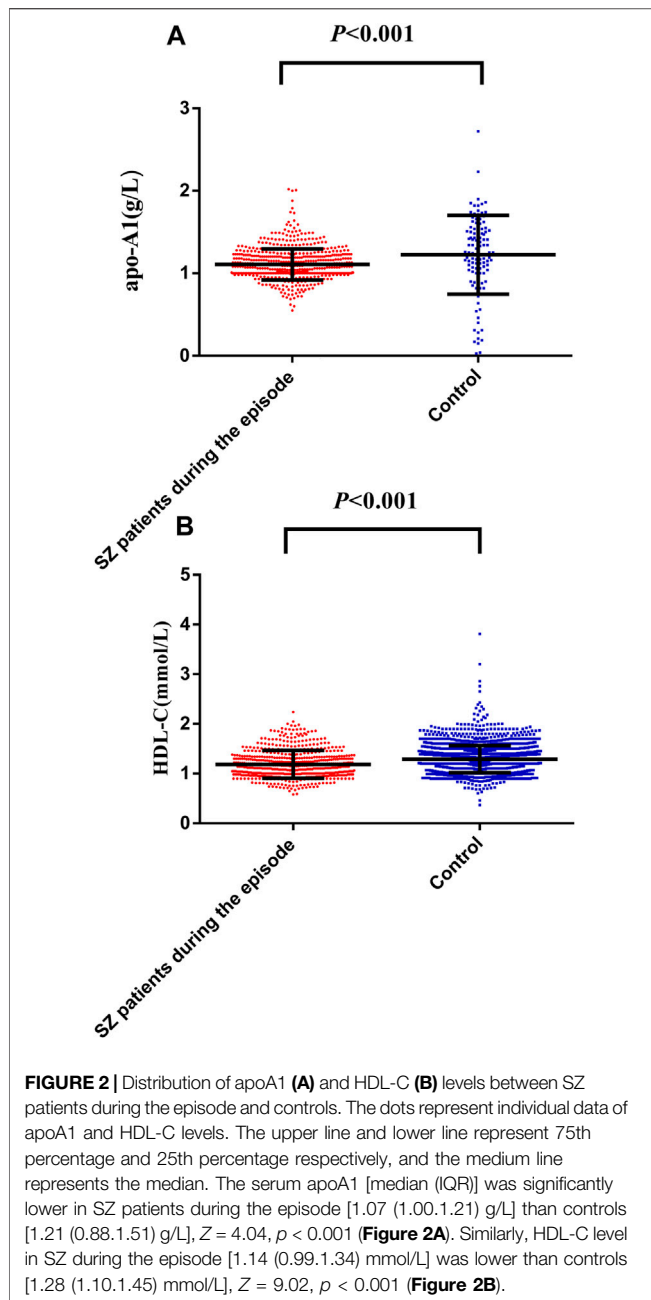 A
P<0.001
apo-A1(g/L)
3
2
1
0
SZ patients during the episode
Control
P<0.001
B
HDL-C(mmol/L)
5
4
3
2
1
0
SZ patients during the episode
Control
FIGURE 2 | Distribution of apoA1 (A) and HDL-C (B) levels between SZ
patients during the episode and controls. The dots represent individual data of
apoA1 and HDL-C levels. The upper line and lower line represent 75th
percentage and 25th percentage respectively, and the medium line
represents the median. The serum apoA1 [median (IQR)] was significantly
lower in SZ patients during the episode [1.07 (1.00.1.21) g/L] than controls
[1.21 (0.88.1.51) g/L], Z = 4.04, p < 0.001 (Figure 2A). Similarly, HDL-C level
in SZ during the episode [1.14 (0.99.1.34) mmol/L] was lower than controls
[1.28 (1.10.1.45) mmol/L], Z = 9.02, p < 0.001 (Figure 2B).